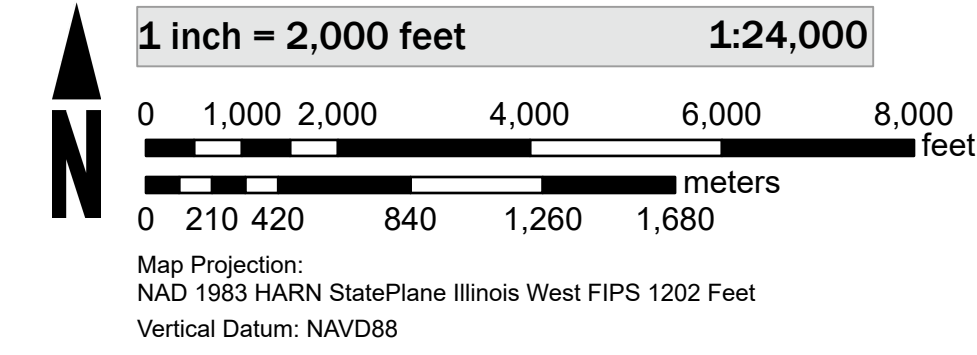 1 inch = 2,000 feet 1:24,000
0 1,000 2,000 4,000 6,000 8,000
feet
N
meters
0 210 420 840 1,260 1,680
Map Projection:
NAD 1983 HARN StatePlane Illinois West FIPS 1202 Feet
Vertical Datum: NAVD88